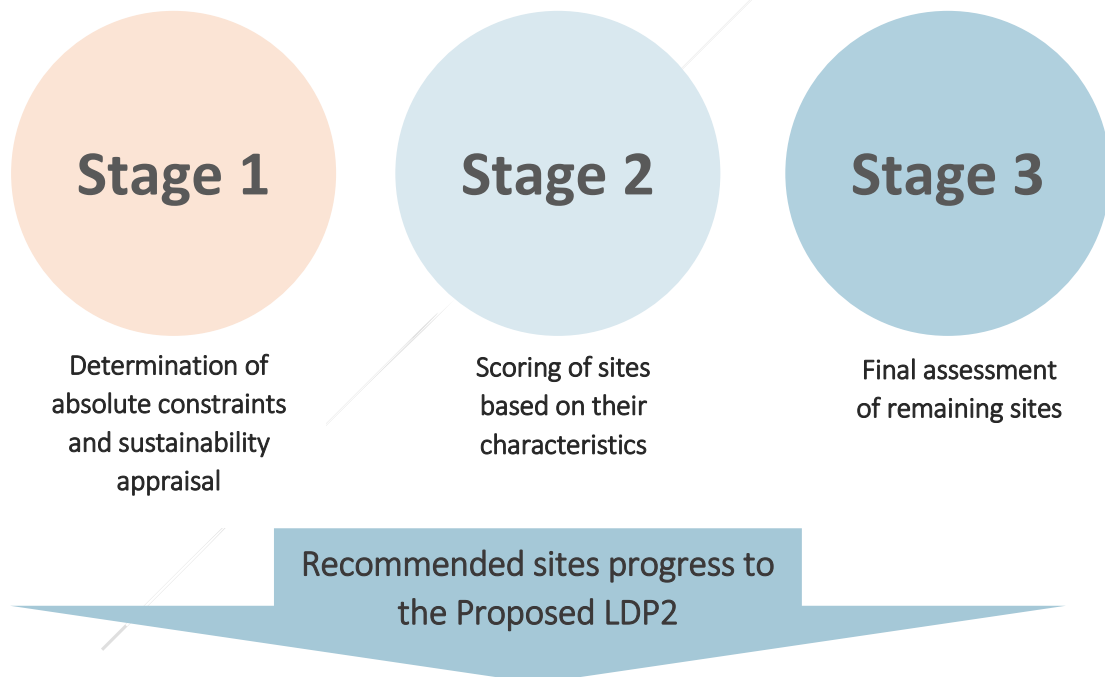 Stage 1
Determination of
absolute constraints
and sustainability
appraisal
Stage 2
Scoring of sites
based on their
characteristics
Stage 3
Final assessment
of remaining sites
Recommended sites progress to
the Proposed LDP2